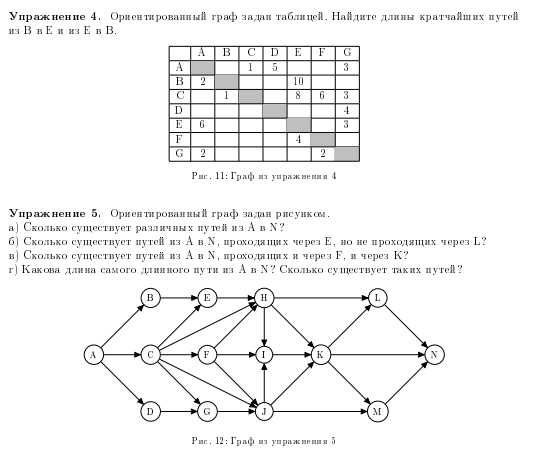 Упражнение 4. Ориентированный граф задан таблицей. Найдите длины кратчайших путей
из B в E и из E в B.
A B C D E F G
A 1 5 3
B 2 10
C 1 8 6 3
D 4
E 6 3
F 4
G 2 2
Рис. 11: Граф из упражнения 4
Упражнение 5. Ориентированный граф задан рисунком.
а) Сколько существует различных путей из A в N?
б) Сколько существует путей из A в N, проходящих через E, но не проходящих через L?
в) Сколько существует путей из A в N, проходящих и через F, и через K?
г) Какова длина самого длинного пути из A в N? Сколько существует таких путей?
B E H L
A C F I K N
D G J M
Рис. 12: Граф из упражнения 5